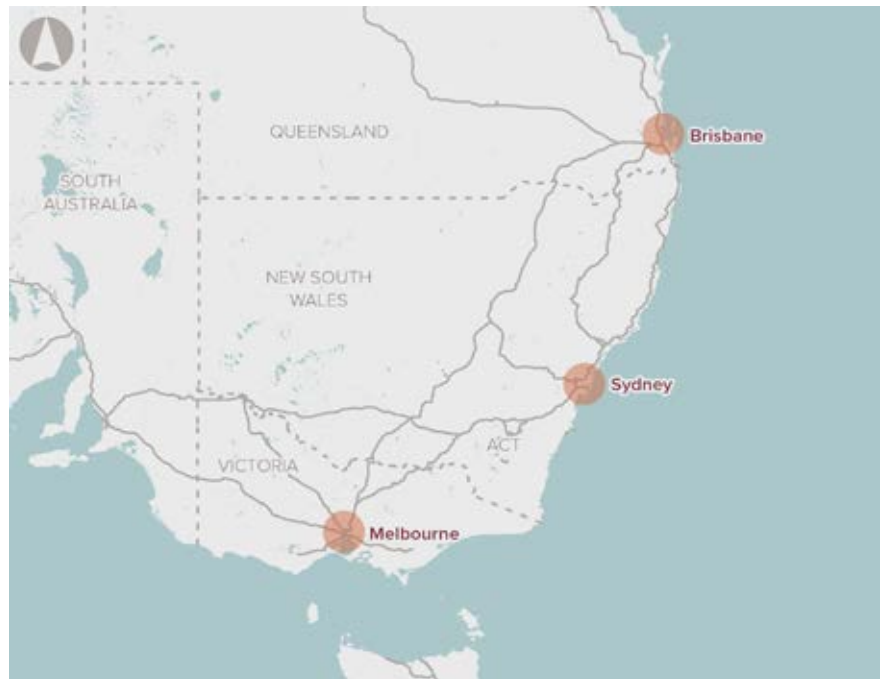 QUEENSLAND
Brisbane
SOUTH
AUSTRALIA
NEW SOUTH
WALES
Sydney
ACT
VICTORIA
Melbourne